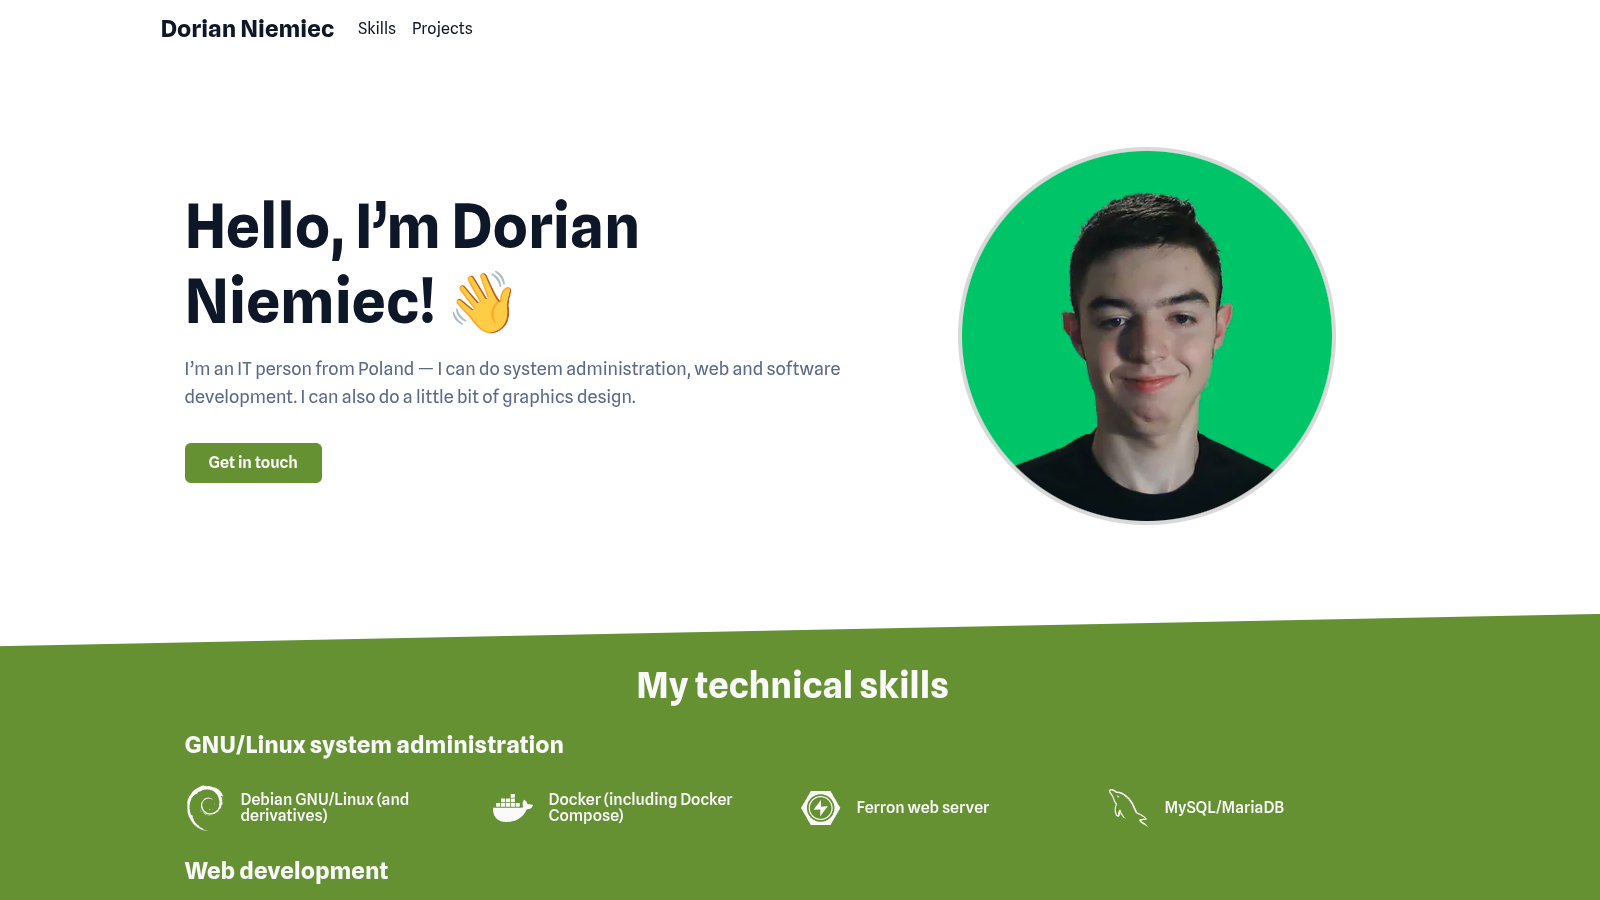 Dorian Niemiec
Skills
Projects
Hello, I’m Dorian
Niemiec! 👋
I’m an IT person from Poland — I can do system administration, web and software
development. I can also do a little bit of graphics design.
Get in touch
My technical skills
GNU/Linux system administration
Debian GNU/Linux (and
derivatives)
Docker (including Docker
Compose)
Ferron web server
MySQL/MariaDB
Web development